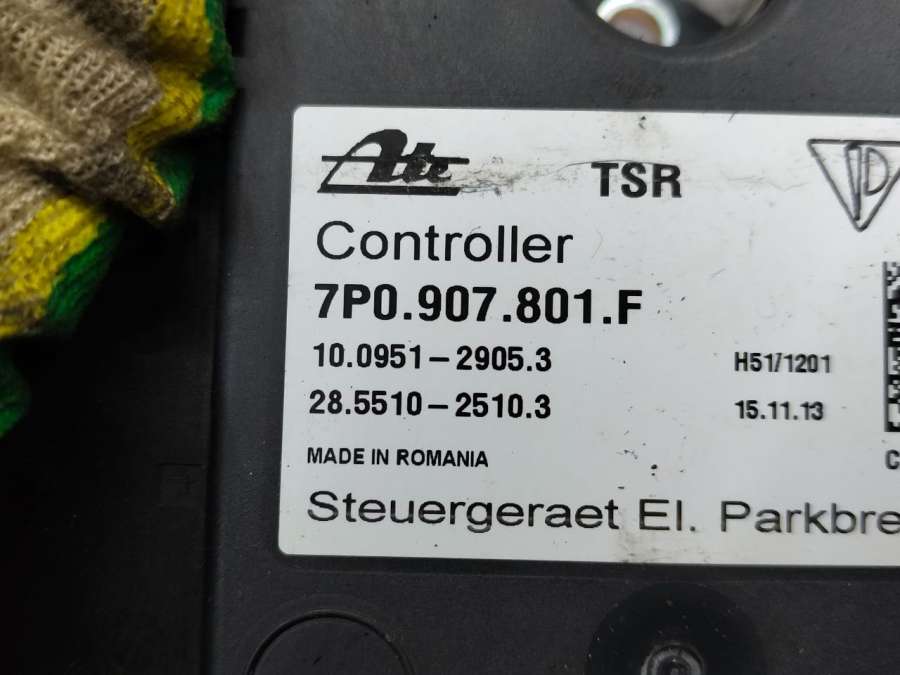 Ate TSR
Controller
7P0.907.801.F
10.0951-2905.3 H51/1201
28.5510-2510.3 15.11.13
MADE IN ROMANIA
Steuergeraet El. Parkbre